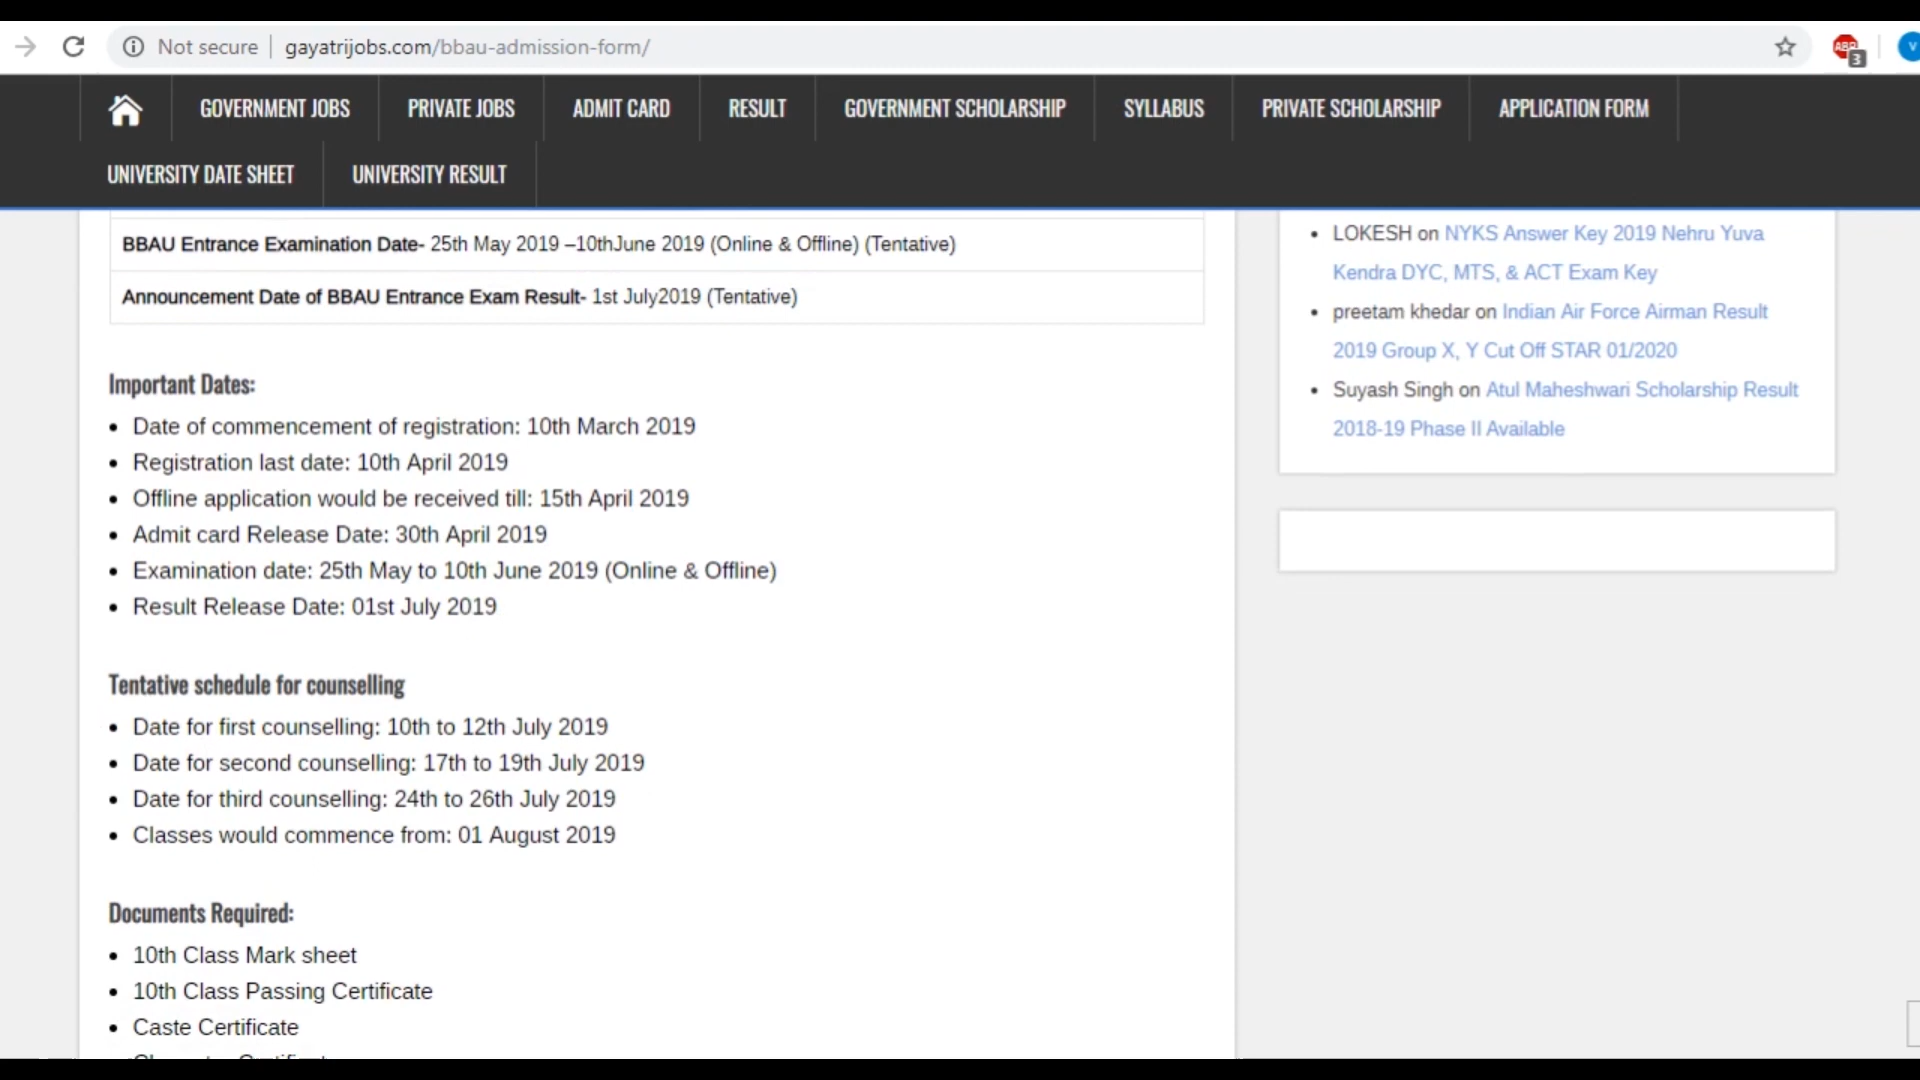 Not secure gayatrijobs.com/bbau-admission-form/
ABP
3
V
GOVERNMENT JOBS PRIVATE JOBS ADMIT CARD RESULT GOVERNMENT SCHOLARSHIP SYLLABUS PRIVATE SCHOLARSHIP APPLICATION FORM
UNIVERSITY DATE SHEET UNIVERSITY RESULT
BBAU Entrance Examination Date- 25th May 2019 –10thJune 2019 (Online & Offline) (Tentative)
Announcement Date of BBAU Entrance Exam Result- 1st July2019 (Tentative)
Important Dates:
• Date of commencement of registration: 10th March 2019
• Registration last date: 10th April 2019
• Offline application would be received till: 15th April 2019
• Admit card Release Date: 30th April 2019
• Examination date: 25th May to 10th June 2019 (Online & Offline)
• Result Release Date: 01st July 2019
Tentative schedule for counselling
• Date for first counselling: 10th to 12th July 2019
• Date for second counselling: 17th to 19th July 2019
• Date for third counselling: 24th to 26th July 2019
• Classes would commence from: 01 August 2019
Documents Required:
• 10th Class Mark sheet
• 10th Class Passing Certificate
• Caste Certificate
• LOKESH on NYKS Answer Key 2019 Nehru Yuva
Kendra DYC, MTS, & ACT Exam Key
• preetam khedar on Indian Air Force Airman Result
2019 Group X, Y Cut Off STAR 01/2020
• Suyash Singh on Atul Maheshwari Scholarship Result
2018-19 Phase II Available